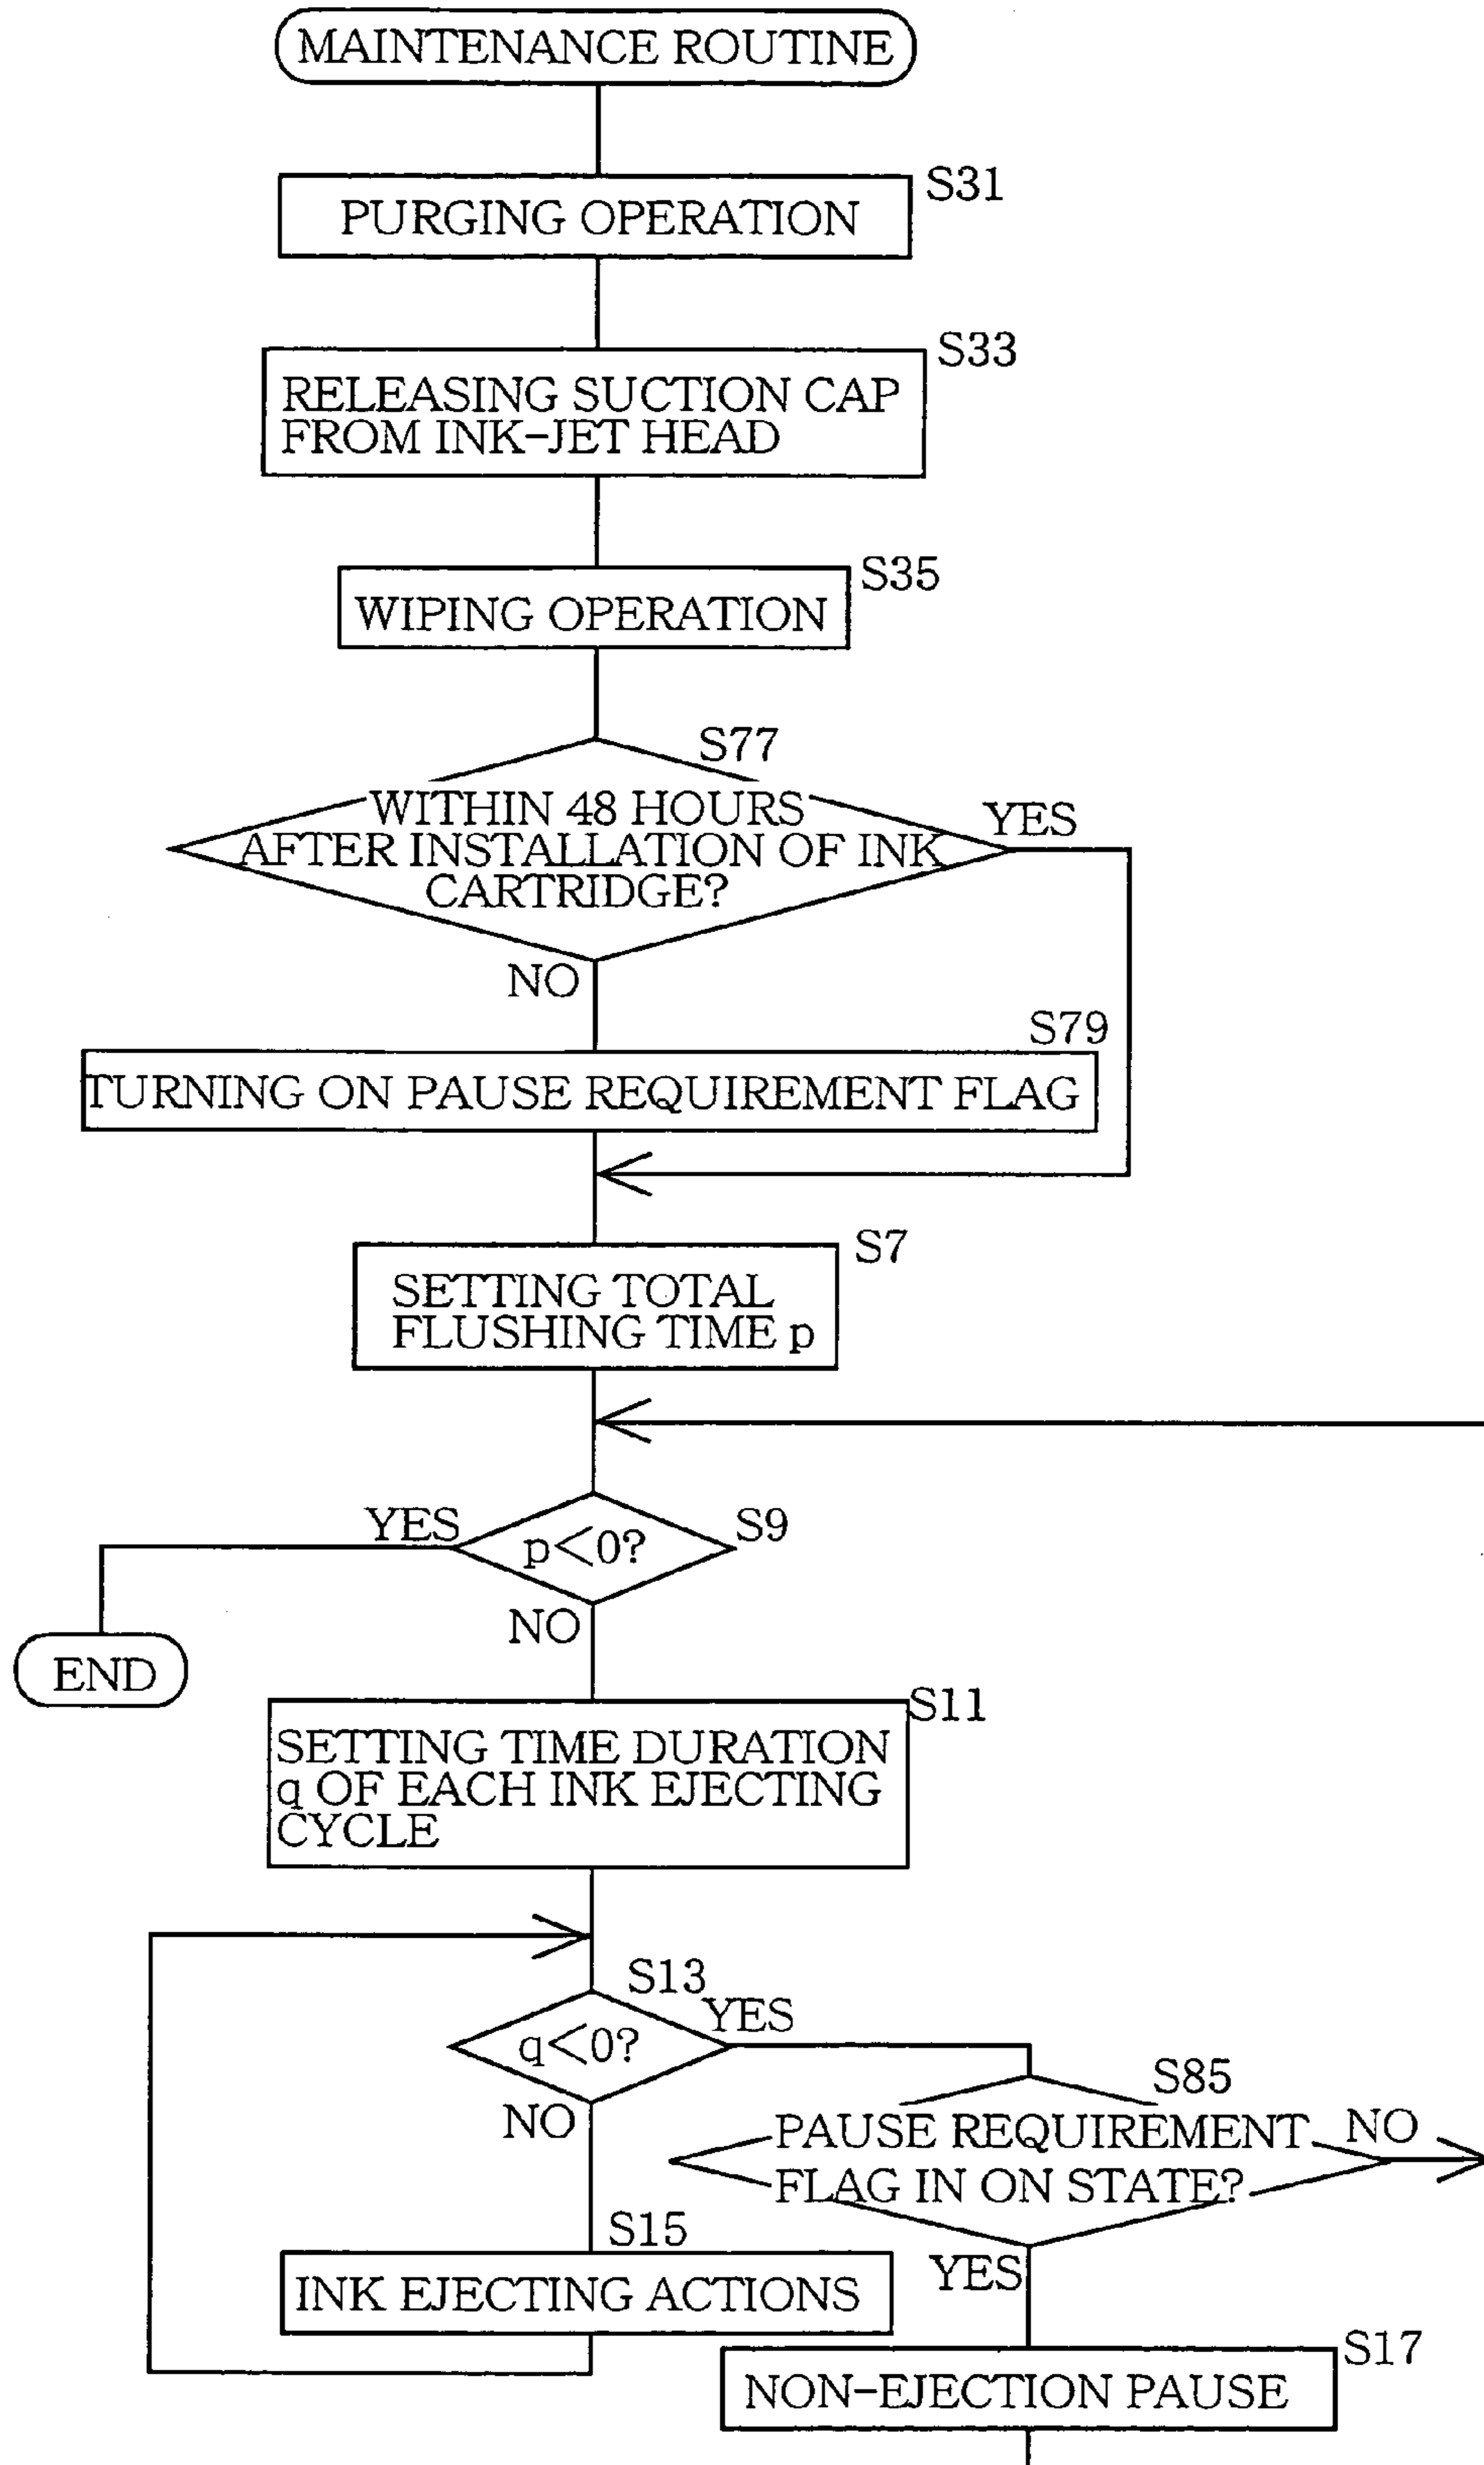 MAINTENANCE ROUTINE
S31
PURGING OPERATION
S33
RELEASING SUCTION CAP
FROM INK-JET HEAD
S35
WIPING OPERATION
S77
WITHIN 48 HOURS
AFTER INSTALLATION OF INK
CARTRIDGE?
YES
NO
S79
TURNING ON PAUSE REQUIREMENT FLAG
S7
SETTING TOTAL
FLUSHING TIME p
YES
p<0?
S9
NO
END
S11
SETTING TIME DURATION
q OF EACH INK EJECTING
CYCLE
S13
q<0?
YES
NO
S85
PAUSE REQUIREMENT
FLAG IN ON STATE?
NO
YES
S15
INK EJECTING ACTIONS
S17
NON-EJECTION PAUSE